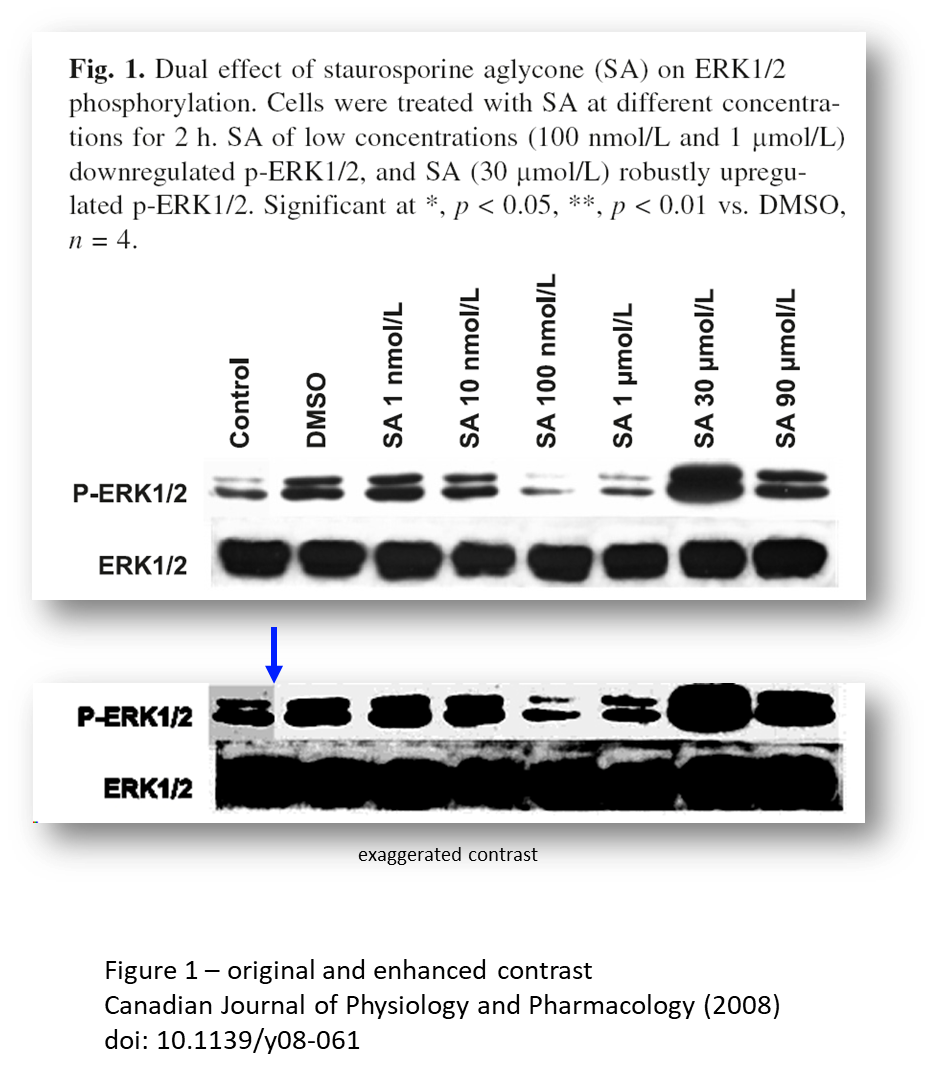 Fig. 1. Dual effect of staurosporine aglycone (SA) on ERK1/2
phosphorylation. Cells were treated with SA at different concentra-
tions for 2 h. SA of low concentrations (100 nmol/L and 1 μmol/L)
downregulated p-ERK1/2, and SA (30 μmol/L) robustly upregu-
lated p-ERK1/2. Significant at *, p < 0.05, **, p < 0.01 vs. DMSO,
n = 4.
Control
DMSO
SA 1 nmol/L
SA 10 nmol/L
SA 100 nmol/L
SA 1 μmol/L
SA 30 μmol/L
SA 90 μmol/L
P-ERK1/2
ERK1/2
P-ERK1/2
ERK1/2
exaggerated contrast
Figure 1 – original and enhanced contrast
Canadian Journal of Physiology and Pharmacology (2008)
doi: 10.1139/y08-061